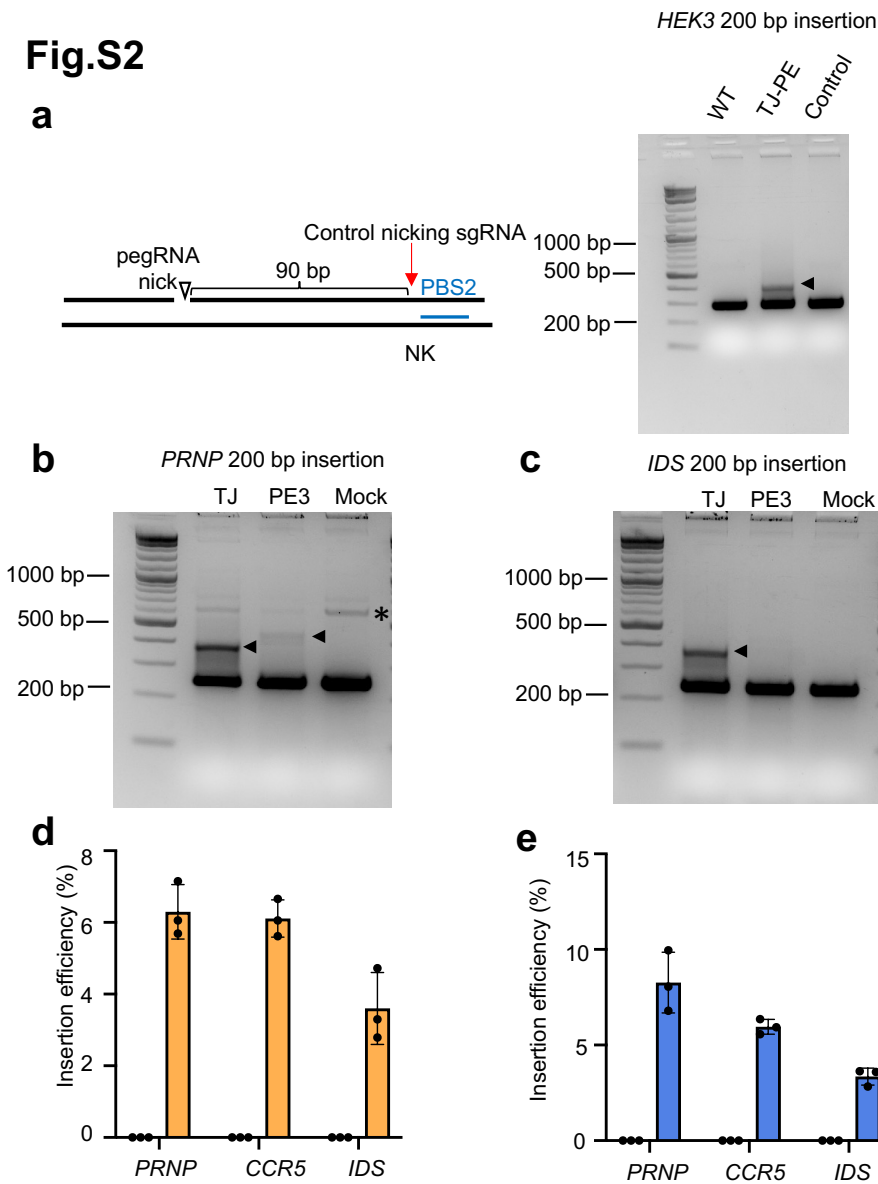 Fig.S2
a
HEK3 200 bp insertion
WT
TJ-PE
Control
pegRNA
nick
90 bp
Control nicking sgRNA
PBS2
NK
1000 bp
500 bp
200 bp
b
PRNP 200 bp insertion
TJ PE3 Mock
1000 bp
500 bp
200 bp
*
c
IDS 200 bp insertion
TJ PE3 Mock
1000 bp
500 bp
200 bp
d
Insertion efficiency (%)
8
6
4
2
0
PRNP CCR5 IDS
e
Insertion efficiency (%)
15
10
5
0
PRNP CCR5 IDS